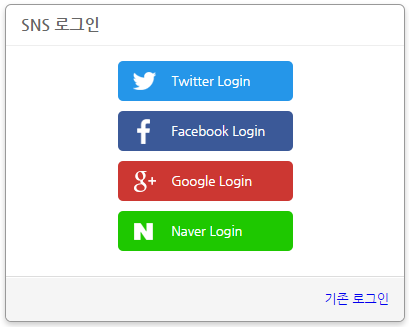 SNS 로그인
Twitter Login
Facebook Login
g+ Google Login
N Naver Login
기존 로그인